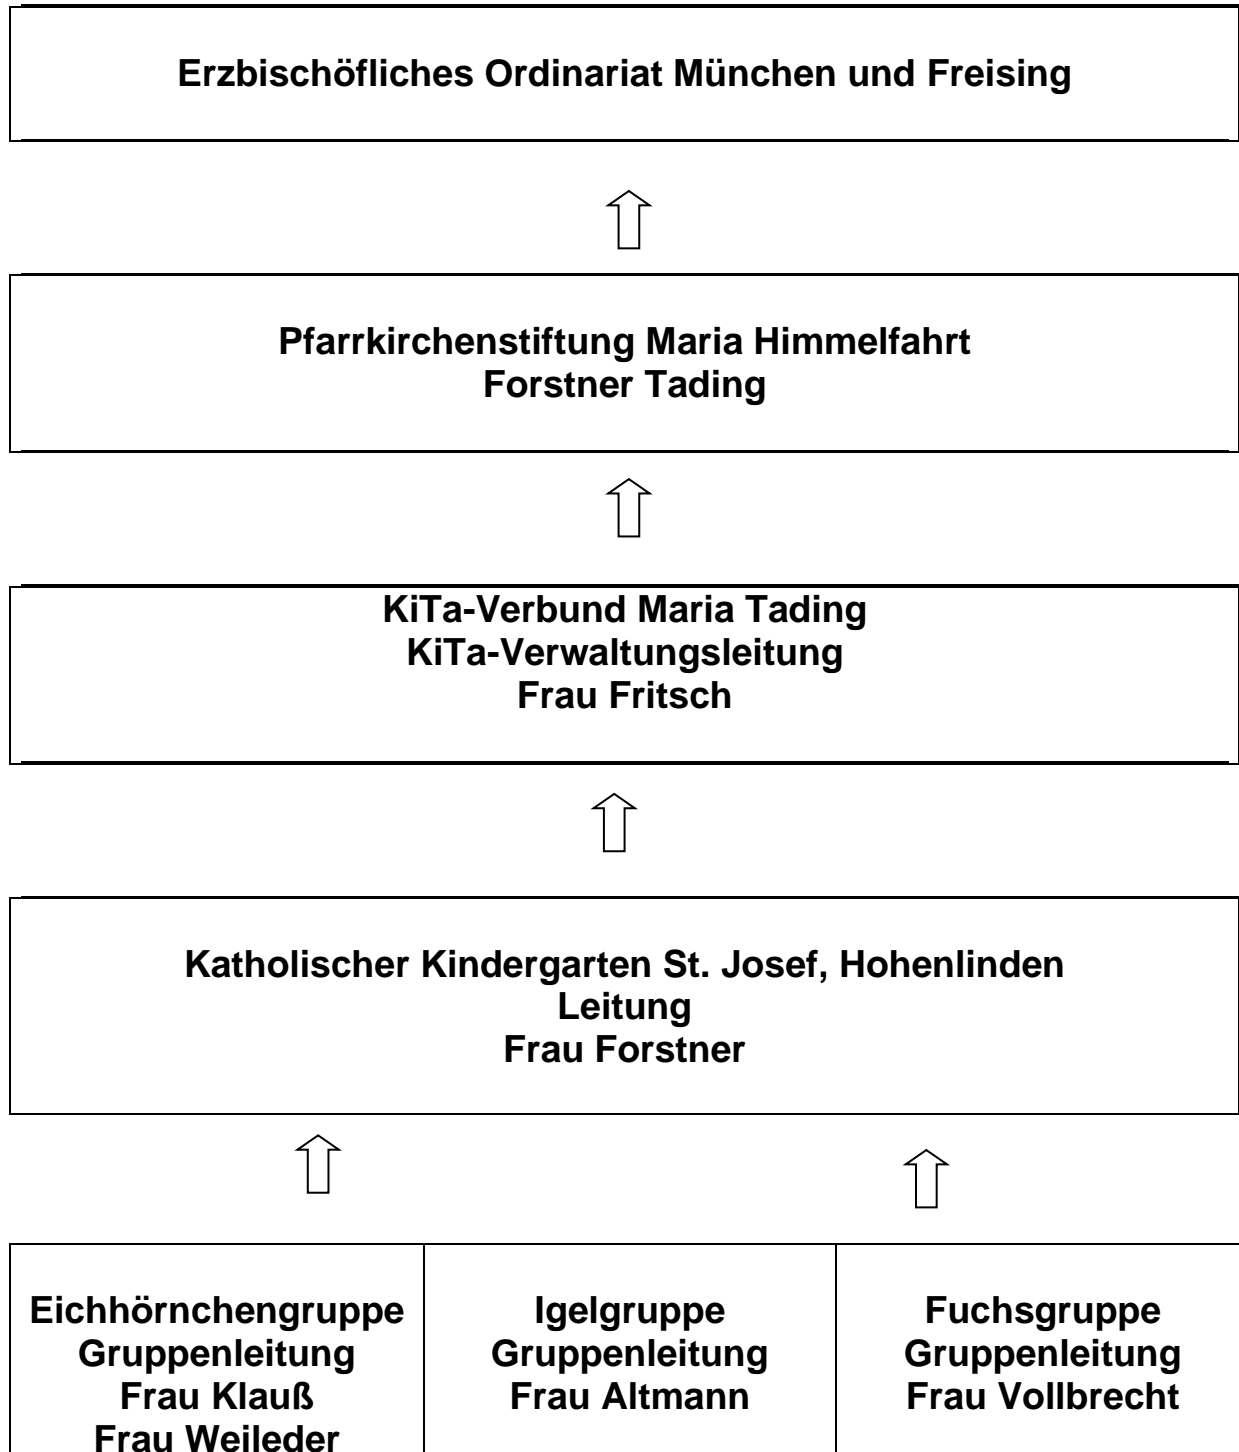 Erzbischöfliches Ordinariat München und Freising
Pfarrkirchenstiftung Maria Himmelfahrt
Forstner Tading
KiTa-Verbund Maria Tading
KiTa-Verwaltungsleitung
Frau Fritsch
Katholischer Kindergarten St. Josef, Hohenlinden
Leitung
Frau Forstner
Eichhörnchengruppe
Gruppenleitung
Frau Klauß
Frau Weileder
Igelgruppe
Gruppenleitung
Frau Altmann
Fuchsgruppe
Gruppenleitung
Frau Vollbrecht